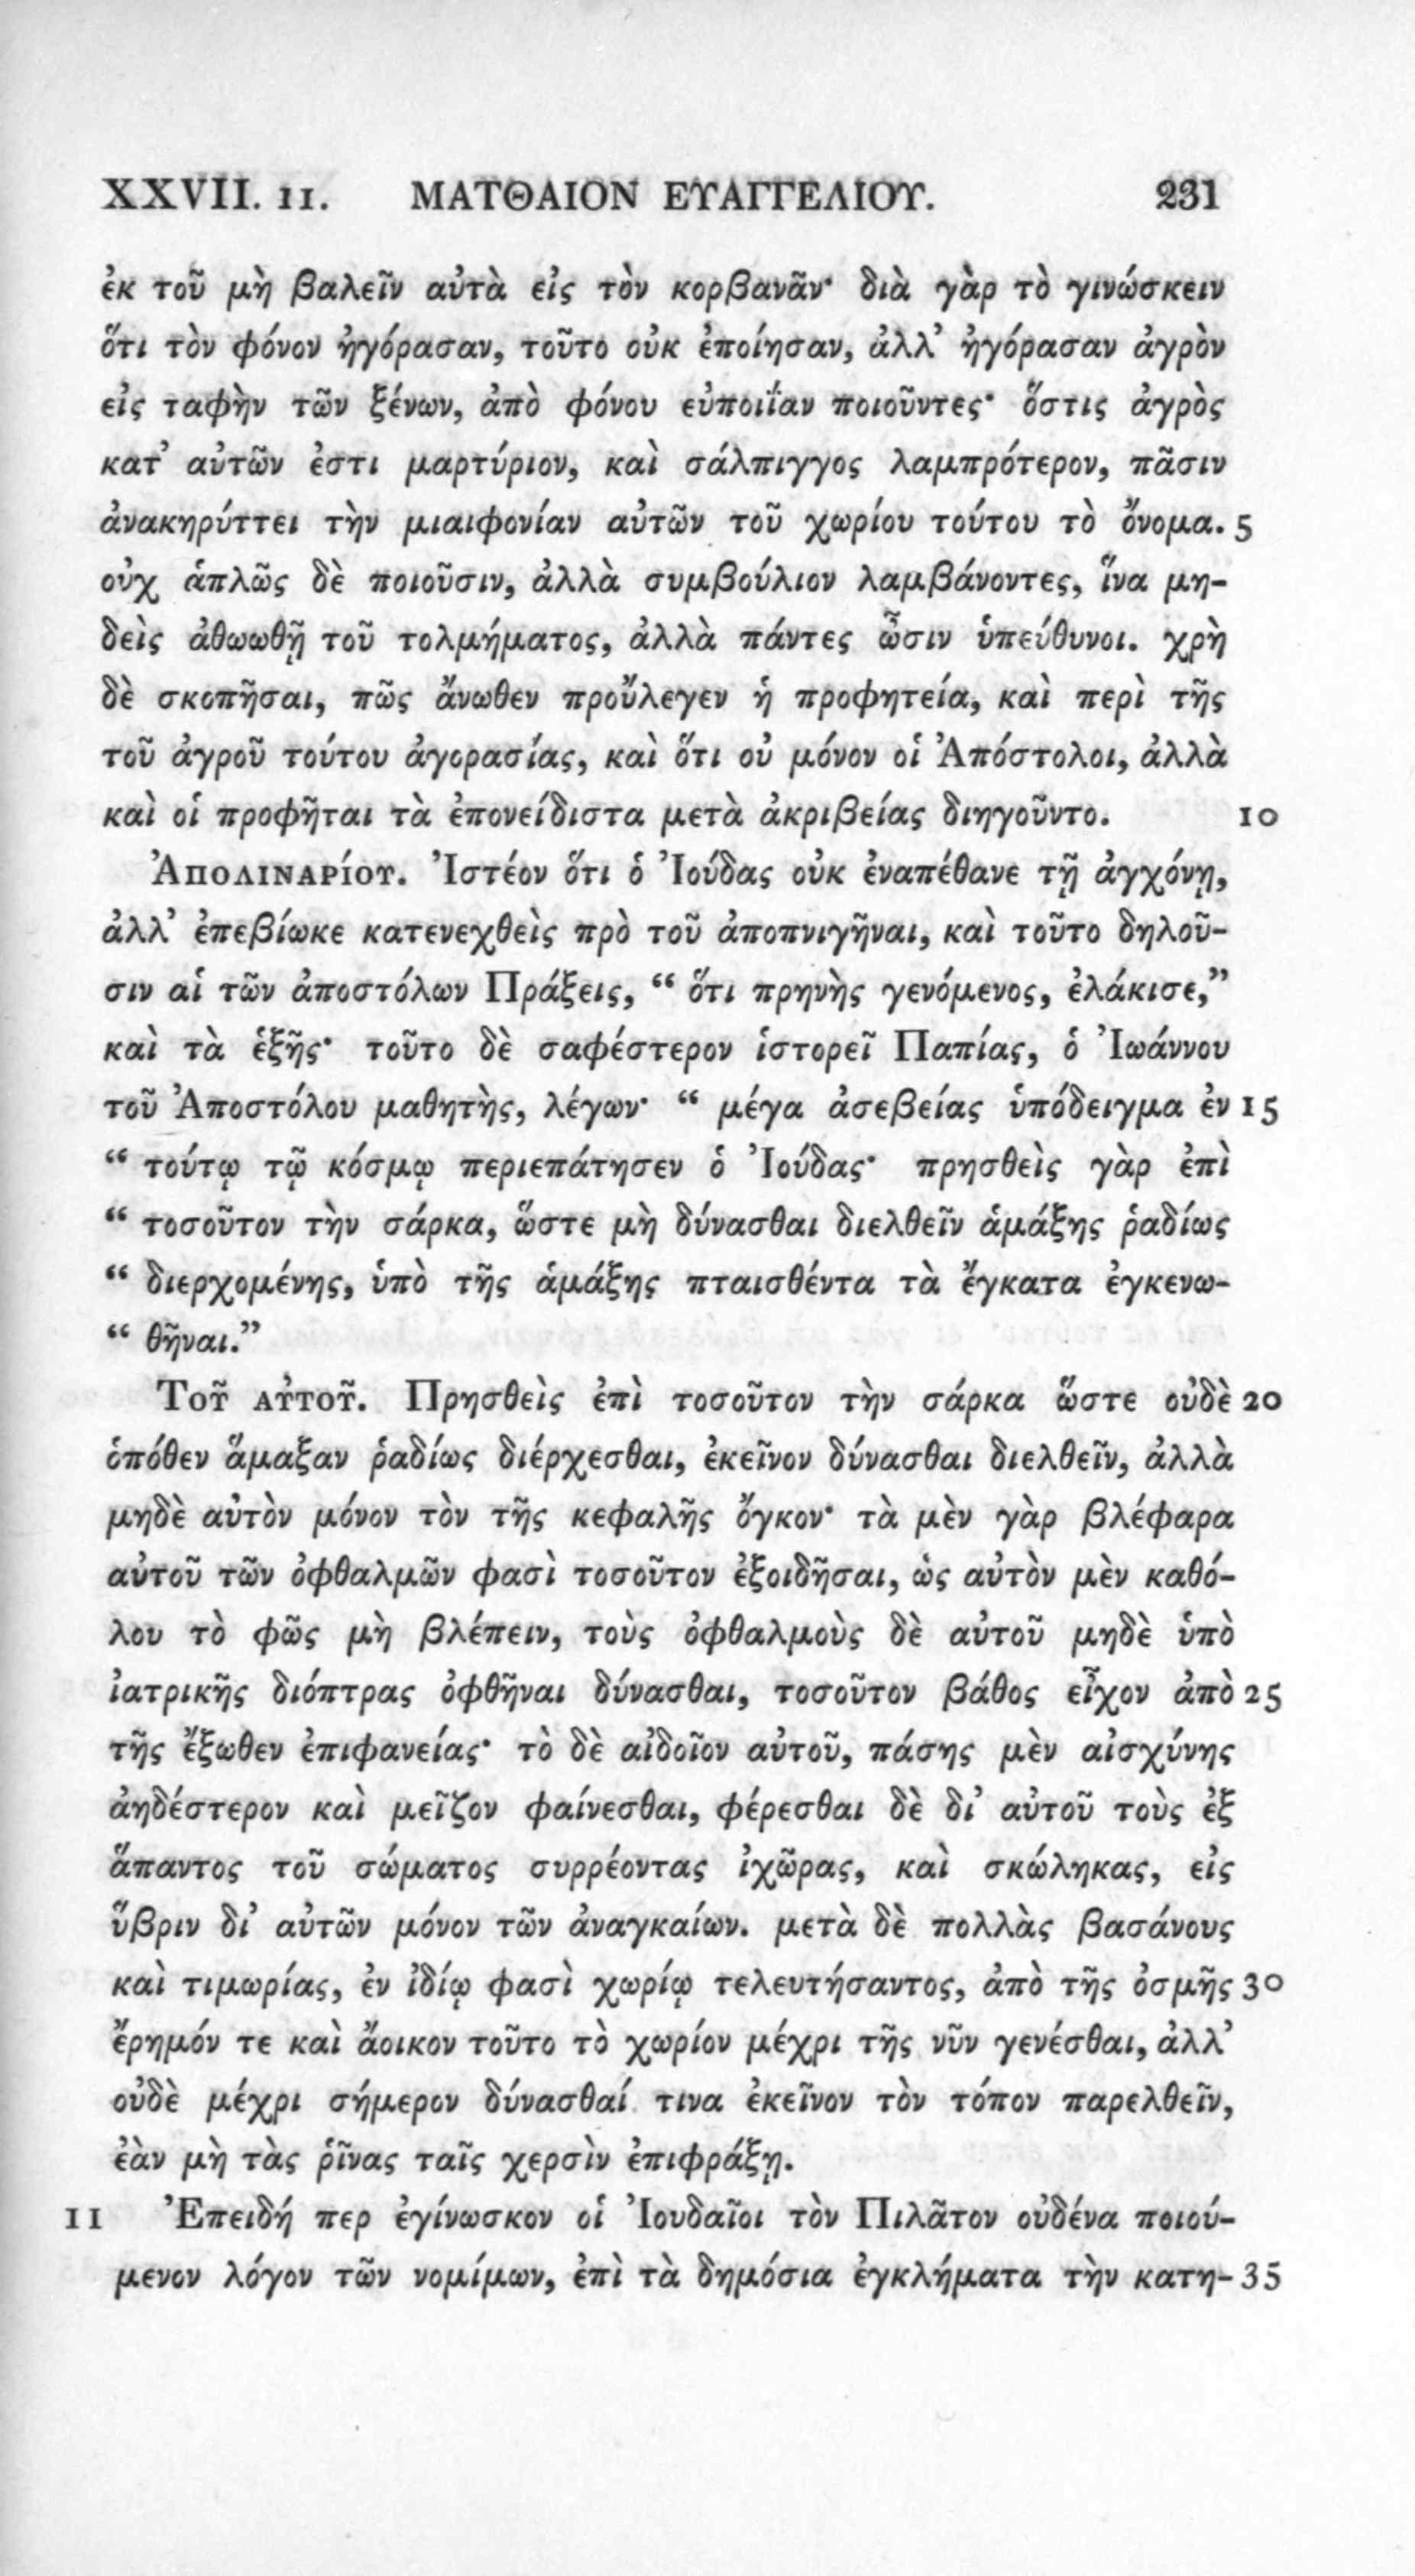 XXVII. 11. ΜΑΤΘΑΙΟΝ ΕΥΑΓΓΕΛΙΟΥ. 231
ἐκ τοῦ μὴ βαλεῖν αὐτὰ εἰς τὸν κορβανᾶν· διὰ γὰρ τὸ γινώσκειν
ὅτι τὸν φόνον ἠγόρασαν, τοῦτο οὐκ ἐποίησαν, ἀλλ’ ἠγόρασαν ἀγρὸν
εἰς ταφὴν τῶν ξένων, ἀπὸ φόνου εὐποιΐαν ποιοῦντες· ὅστις ἀγρὸς
κατ’ αὐτῶν ἐστι μαρτύριον, καὶ σάλπιγγος λαμπρότερον, πᾶσιν
ἀνακηρύττει τὴν μιαιφονίαν αὐτῶν τοῦ χωρίου τούτου τὸ ὄνομα. 5
οὐχ ἁπλῶς δὲ ποιοῦσιν, ἀλλὰ συμβούλιον λαμβάνοντες, ἵνα μη-
δεὶς ἀθωωθῇ τοῦ τολμήματος, ἀλλὰ πάντες ὦσιν ὑπεύθυνοι. χρὴ
δὲ σκοπῆσαι, πῶς ἄνωθεν προὔλεγεν ἡ προφητεία, καὶ περὶ τῆς
τοῦ ἀγροῦ τούτου ἀγορασίας, καὶ ὅτι οὐ μόνον οἱ Ἀπόστολοι, ἀλλὰ
καὶ οἱ προφῆται τὰ ἐπονείδιστα μετὰ ἀκριβείας διηγοῦντο. 10
Ἀπολιναρίου. Ἰστέον ὅτι ὁ Ἰούδας οὐκ ἐναπέθανε τῇ ἀγχόνῃ,
ἀλλ’ ἐπεβίωκε κατενεχθεὶς πρὸ τοῦ ἀποπνιγῆναι, καὶ τοῦτο δηλοῦ-
σιν αἱ τῶν ἀποστόλων Πράξεις, “ ὅτι πρηνὴς γενόμενος, ἐλάκισε,”
καὶ τὰ ἑξῆς· τοῦτο δὲ σαφέστερον ἱστορεῖ Παπίας, ὁ Ἰωάννου
τοῦ Ἀποστόλου μαθητὴς, λέγων· “ μέγα ἀσεβείας ὑπόδειγμα ἐν 15
“ τούτῳ τῷ κόσμῳ περιεπάτησεν ὁ Ἰούδας· πρησθεὶς γὰρ ἐπὶ
“ τοσοῦτον τὴν σάρκα, ὥστε μὴ δύνασθαι διελθεῖν ἁμάξης ῥαδίως
“ διερχομένης, ὑπὸ τῆς ἁμάξης πταισθέντα τὰ ἔγκατα ἐγκενω-
“ θῆναι.”
Τοῦ αὐτοῦ. Πρησθεὶς ἐπὶ τοσοῦτον τὴν σάρκα ὥστε οὐδὲ 20
ὁπόθεν ἅμαξαν ῥαδίως διέρχεσθαι, ἐκεῖνον δύνασθαι διελθεῖν, ἀλλὰ
μηδὲ αὐτὸν μόνον τὸν τῆς κεφαλῆς ὄγκον· τὰ μὲν γὰρ βλέφαρα
αὐτοῦ τῶν ὀφθαλμῶν φασὶ τοσοῦτον ἐξοιδῆσαι, ὡς αὐτὸν μὲν καθό-
λου τὸ φῶς μὴ βλέπειν, τοὺς ὀφθαλμοὺς δὲ αὐτοῦ μηδὲ ὑπὸ
ἰατρικῆς διόπτρας ὀφθῆναι δύνασθαι, τοσοῦτον βάθος εἶχον ἀπὸ 25
τῆς ἔξωθεν ἐπιφανείας· τὸ δὲ αἰδοῖον αὐτοῦ, πάσης μὲν αἰσχύνης
ἀηδέστερον καὶ μεῖζον φαίνεσθαι, φέρεσθαι δὲ δι’ αὐτοῦ τοὺς ἐξ
ἅπαντος τοῦ σώματος συρρέοντας ἰχῶρας, καὶ σκώληκας, εἰς
ὕβριν δι’ αὐτῶν μόνον τῶν ἀναγκαίων. μετὰ δὲ πολλὰς βασάνους
καὶ τιμωρίας, ἐν ἰδίῳ φασὶ χωρίῳ τελευτήσαντος, ἀπὸ τῆς ὀσμῆς 30
ἔρημόν τε καὶ ἄοικον τοῦτο τὸ χωρίον μέχρι τῆς νῦν γενέσθαι, ἀλλ’
οὐδὲ μέχρι σήμερον δύνασθαί τινα ἐκεῖνον τὸν τόπον παρελθεῖν,
ἐὰν μὴ τὰς ῥῖνας ταῖς χερσὶν ἐπιφράξῃ.
11 Ἐπειδή περ ἐγίνωσκον οἱ Ἰουδαῖοι τὸν Πιλᾶτον οὐδένα ποιού-
μενον λόγον τῶν νομίμων, ἐπὶ τὰ δημόσια ἐγκλήματα τὴν κατη- 35